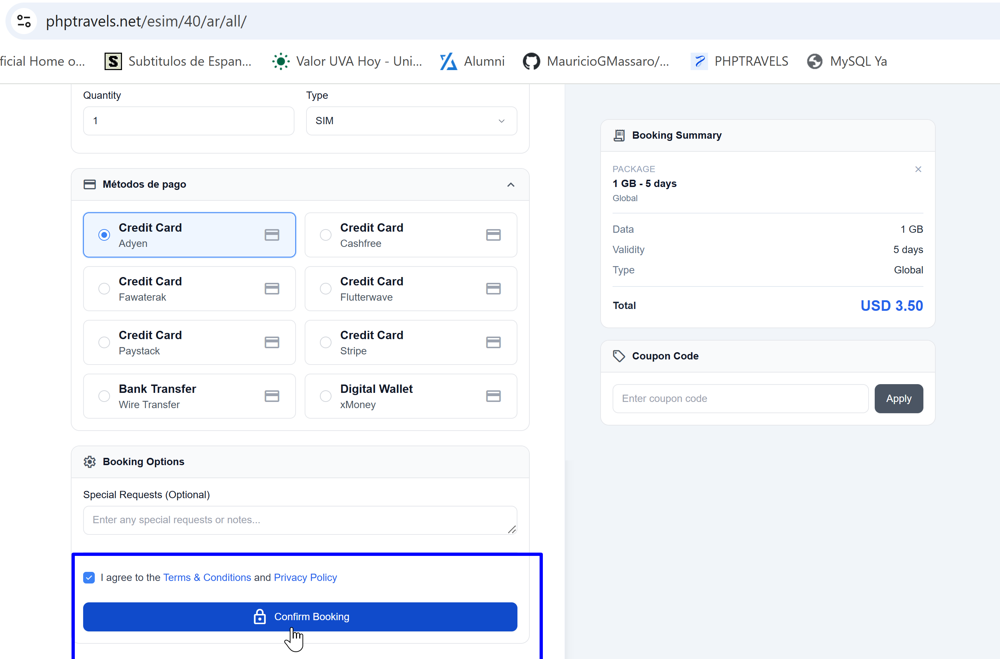 phptravels.net/esim/40/ar/all/
ficial Home o...
Subtitulos de Espan...
Valor UVA Hoy - Uni...
Alumni
MauricioGMassaro/...
PHPTRAVELS
MySQL Ya
Quantity
Type
1
SIM
Métodos de pago
Credit Card
Adyen
Credit Card
Cashfree
Credit Card
Fawaterak
Credit Card
Flutterwave
Credit Card
Paystack
Credit Card
Stripe
Bank Transfer
Wire Transfer
Digital Wallet
xMoney
Booking Options
Special Requests (Optional)
Enter any special requests or notes...
I agree to the Terms & Conditions and Privacy Policy
Confirm Booking
Booking Summary
PACKAGE
1 GB - 5 days
Global
Data 1 GB
Validity 5 days
Type Global
Total USD 3.50
Coupon Code
Enter coupon code
Apply